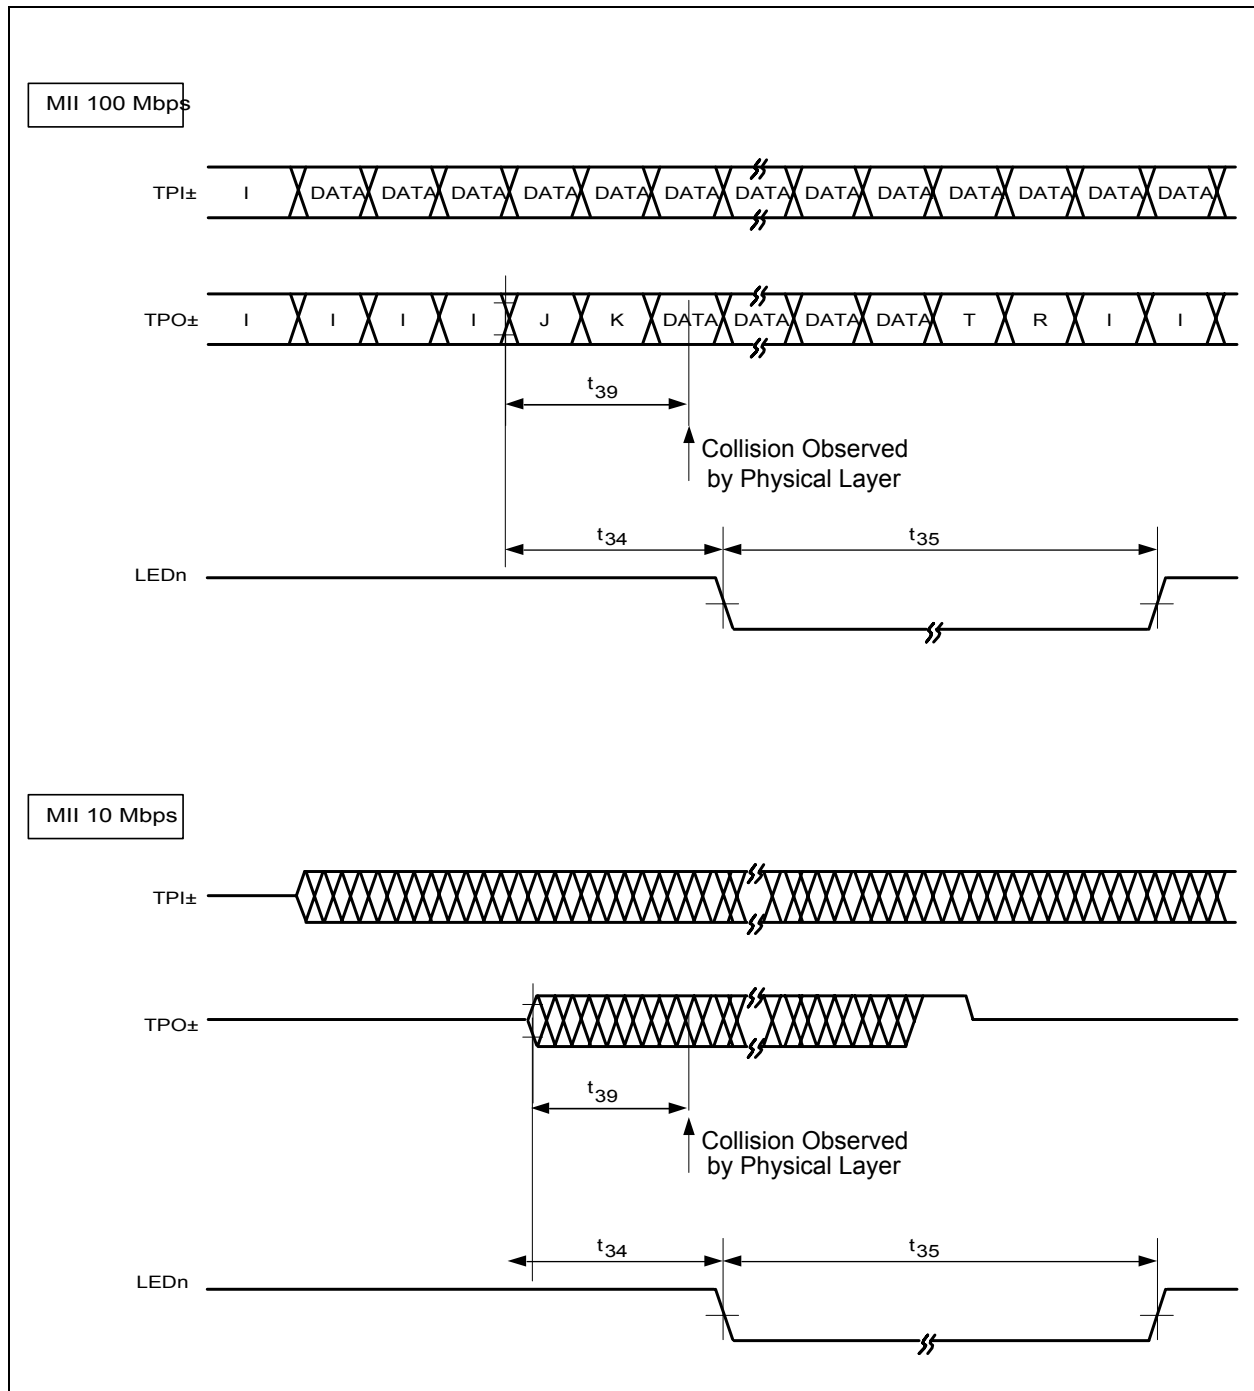 MII 100 Mbps
TPI± I DATA DATA DATA DATA DATA DATA DATA DATA DATA DATA DATA DATA DATA
TPO± I I I I J K DATA DATA DATA DATA T R I I
t39
Collision Observed
by Physical Layer
t34 t35
LEDn
MII 10 Mbps
TPI±
TPO±
t39
Collision Observed
by Physical Layer
t34 t35
LEDn